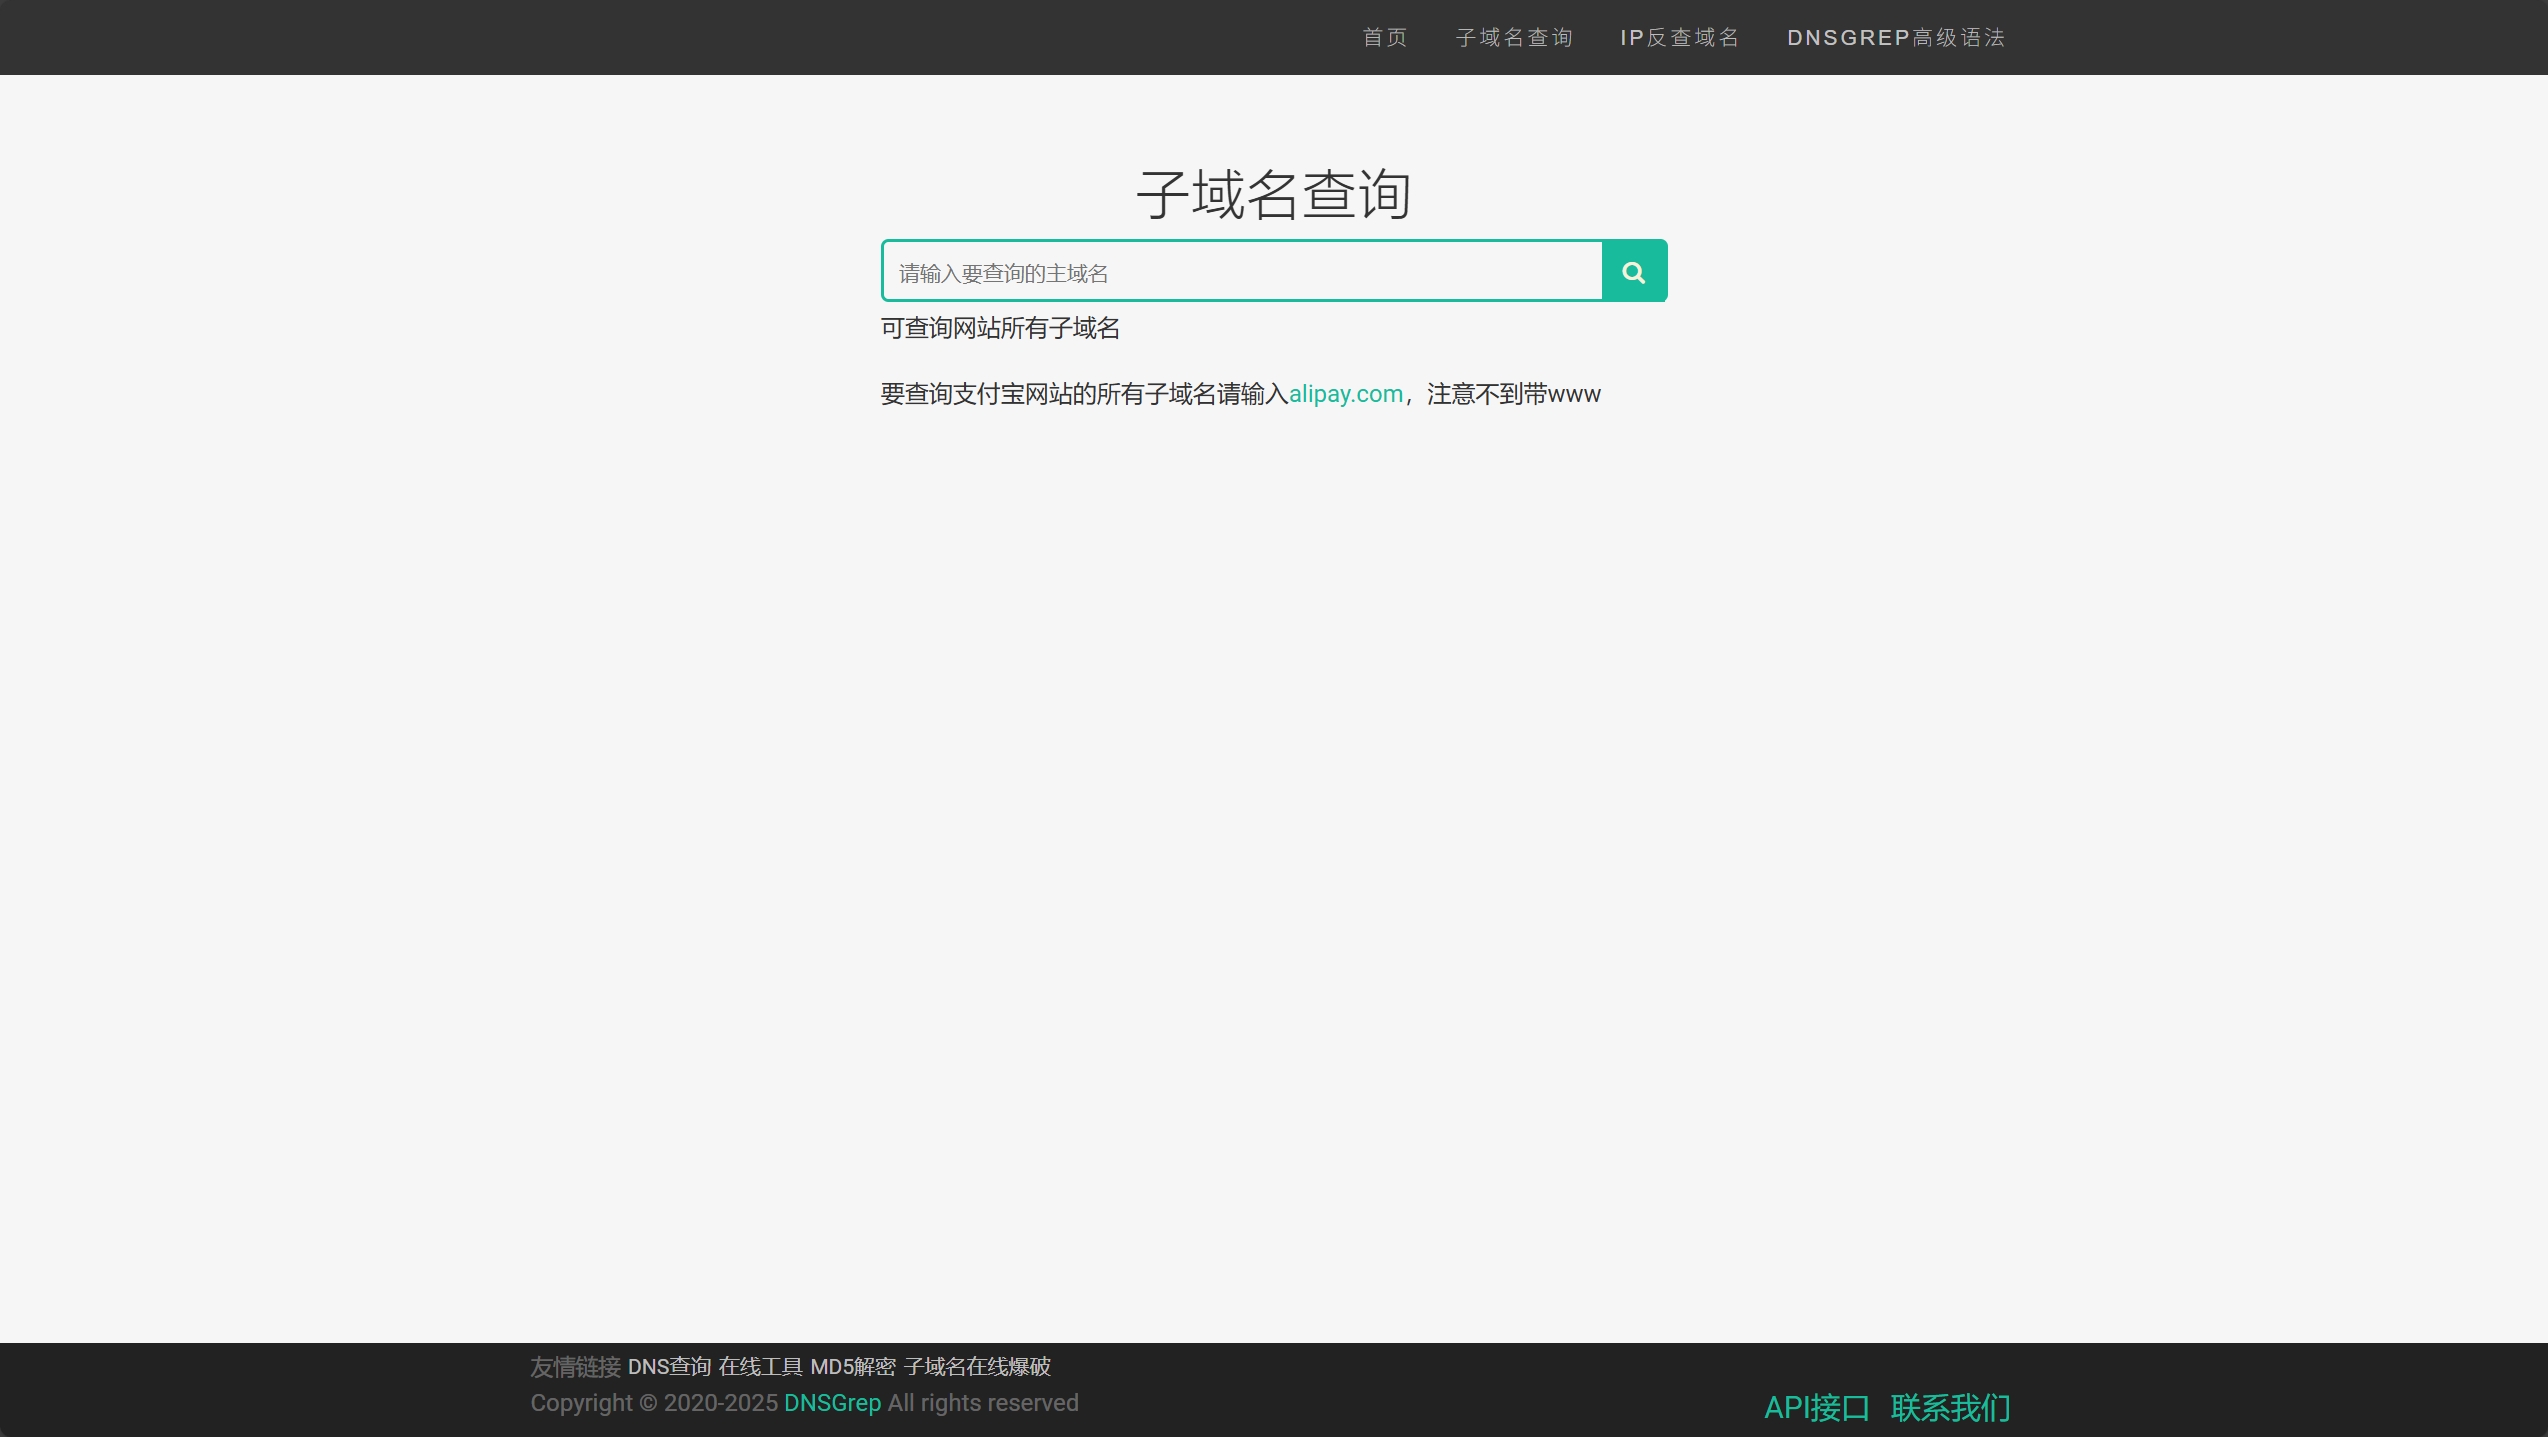 首页 子域名查询 IP反查域名 DNSGREP高级语法
子域名查询
请输入要查询的主域名
可查询网站所有子域名
要查询支付宝网站的所有子域名请输入alipay.com，注意不到带www
友情链接 DNS查询 在线工具 MD5解密 子域名在线爆破
Copyright © 2020-2025 DNSGrep All rights reserved
API接口 联系我们